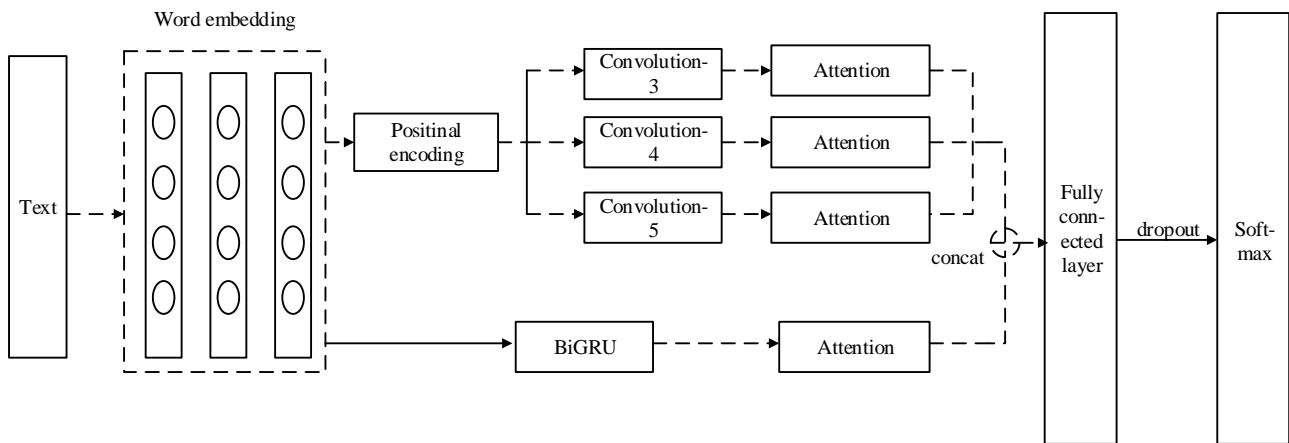 Word embedding
Text
Positinal
encoding
Convolution-
3
Attention
Convolution-
4
Attention
Convolution-
5
Attention
BiGRU
Attention
concat
Fully
conn-
ected
layer
dropout
Soft-
max